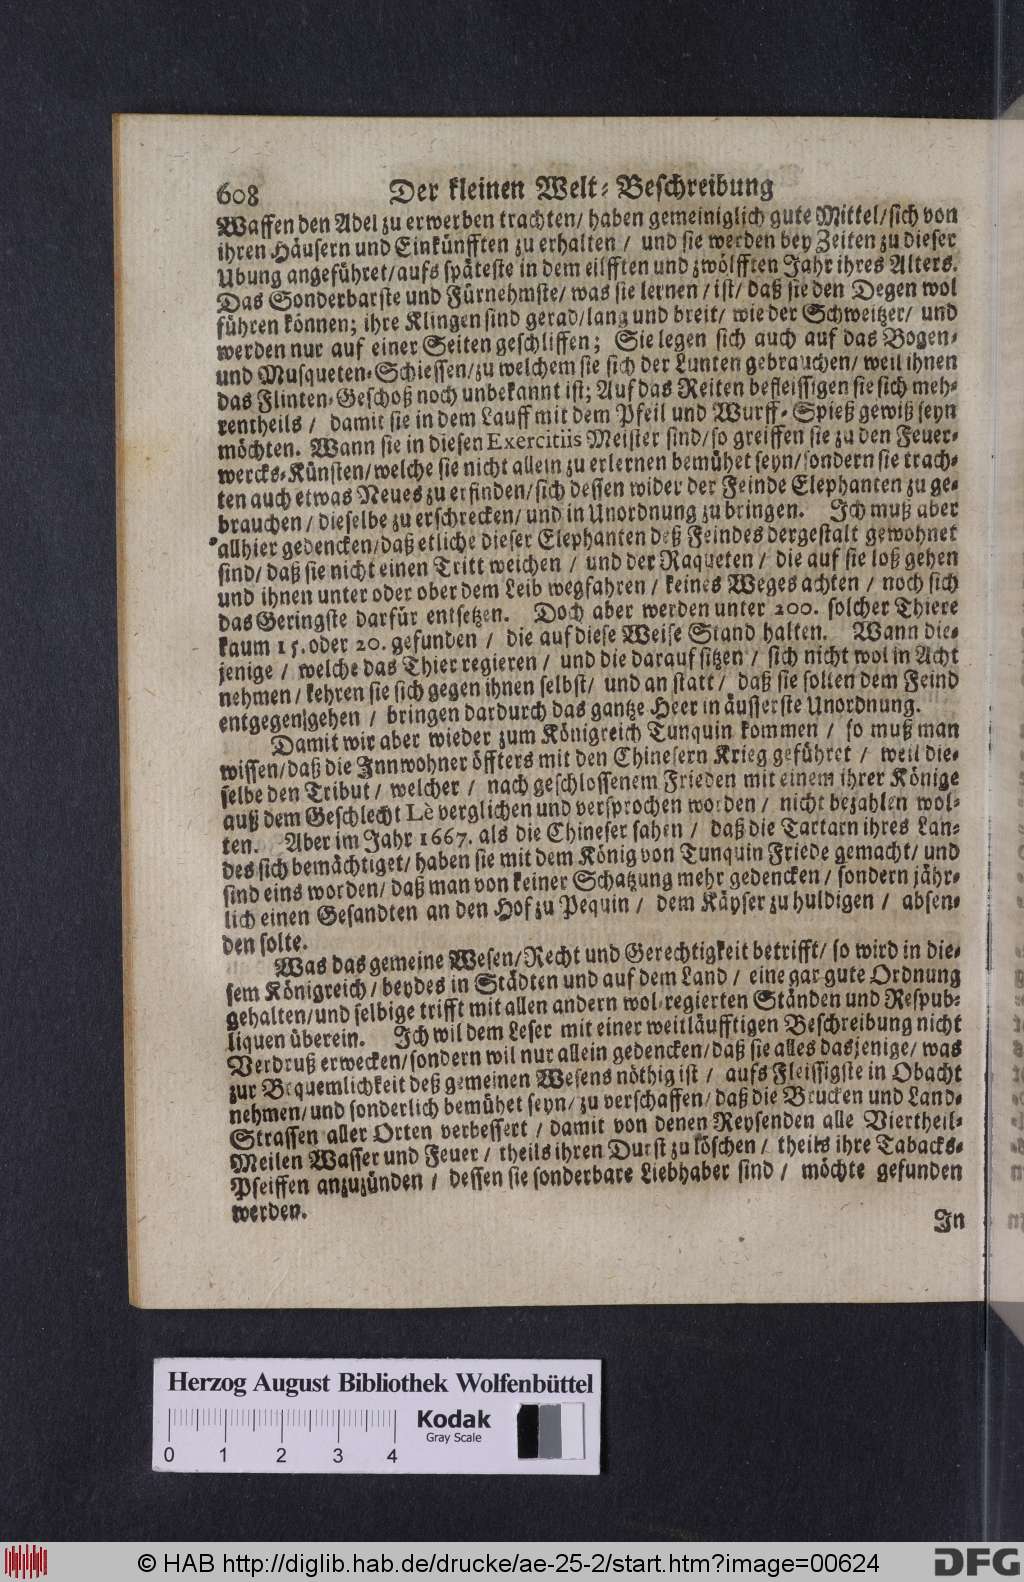 608 Der kleinen Welt-Beschreibung
Waffen den Adel zu erwerben trachten/ haben gemeiniglich gute Mittel/ sich von
ihren Häusern und Einkünfften zu erhalten / und sie werden bey Zeiten zu dieser
Ubung angeführet/ aufs späteste in dem eilfften und zwölfften Jahr ihres Alters.
Das Sonderbarste und Fürnehmste/ was sie lernen / ist/ daß sie den Degen wol
führen können; ihre Klingen sind gerad/ lang und breit/ wie der Schweitzer/ und
werden nur auf einer Seiten geschliffen; Sie legen sich auch auf das Bogen-
und Musqueten-Schiessen/ zu welchem sie sich der Lunten gebrauchen/ weil ihnen
das Flinten-Geschoß noch unbekannt ist; Auf das Reiten befleissigen sie sich meh-
rentheils / damit sie in dem Lauff mit dem Pfeil und Wurff-Spieß gewiß seyn
möchten. Wann sie in diesen Exercitiis Meister sind/ so greiffen sie zu den Feuer-
wercks-Künsten/ welche sie nicht allein zu erlernen bemühet seyn/ sondern sie trach-
ten auch etwas Neues zu erfinden/ sich dessen wider der Feinde Elephanten zu ge-
brauchen / dieselbe zu erschrecken/ und in Unordnung zu bringen. Ich muß aber
allhier gedencken/ daß etliche dieser Elephanten deß Feindes dergestalt gewohnet
sind/ daß sie nicht einen Tritt weichen / und der Raqueten / die auf sie loß gehen
und ihnen unter oder ober dem Leib wegfahren / keines Weges achten / noch sich
das Geringste darfür entsetzen. Doch aber werden unter 200. solcher Thiere
kaum 15. oder 20. gefunden / die auf diese Weise Stand halten. Wann die-
jenige / welche das Thier regieren / und die darauf sitzen / sich nicht wol in Acht
nehmen / kehren sie sich gegen ihnen selbst/ und an statt / daß sie sollen dem Feind
entgegen gehen / bringen dardurch das gantze Heer in äusserste Unordnung.
Damit wir aber wieder zum Königreich Tunquin kommen / so muß man
wissen/ daß die Innwohner öffters mit den Chinesern Krieg geführet / weil die-
selbe den Tribut / welcher / nach geschlossenem Frieden mit einem ihrer Könige
auß dem Geschlecht Lè verglichen und versprochen worden / nicht bezahlen wol-
ten. Aber im Jahr 1667. als die Chineser sahen / daß die Tartarn ihres Lan-
des sich bemächtiget/ haben sie mit dem König von Tunquin Friede gemacht/ und
sind eins worden/ daß man von keiner Schatzung mehr gedencken / sondern jähr-
lich einen Gesandten an den Hof zu Pequin / dem Käyser zu huldigen / absen-
den solte.
Was das gemeine Wesen/ Recht und Gerechtigkeit betrifft/ so wird in die-
sem Königreich / beydes in Städten und auf dem Land / eine gar gute Ordnung
gehalten/ und selbige trifft mit allen andern wol-regierten Ständen und Respub-
liquen überein. Ich wil dem Leser mit einer weitläufftigen Beschreibung nicht
Verdruß erwecken/ sondern wil nur allein gedencken/ daß sie alles dasjenige/ was
zur Bequemlichkeit deß gemeinen Wesens nöthig ist / aufs Fleissigste in Obacht
nehmen/ und sonderlich bemühet seyn/ zu verschaffen/ daß die Brucken und Land-
Strassen aller Orten verbessert / damit von denen Reysenden alle Viertheil-
Meilen Wasser und Feuer / theils ihren Durst zu löschen / theils ihre Tabacks-
Pfeiffen anzuzünden / dessen sie sonderbare Liebhaber sind / möchte gefunden
werden.
In
Herzog August Bibliothek Wolfenbüttel
Kodak
Gray Scale
0 1 2 3 4
© HAB http://diglib.hab.de/drucke/ae-25-2/start.htm?image=00624
DFG